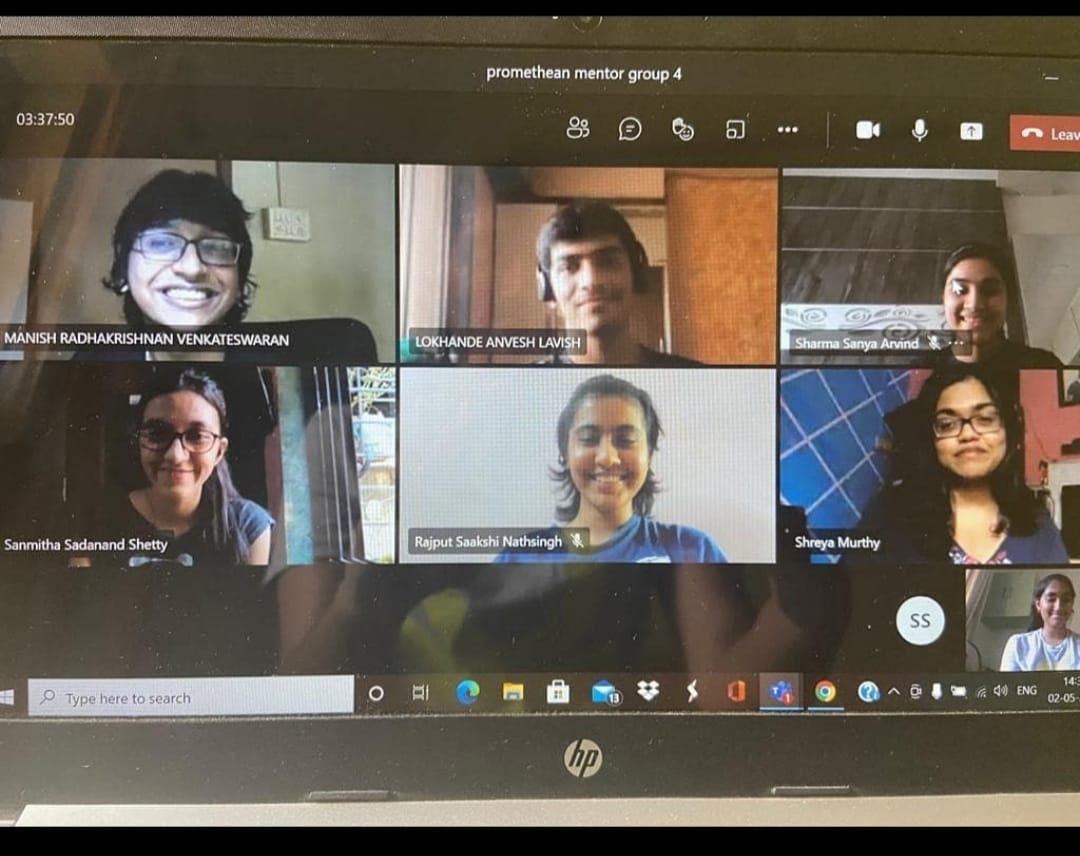 promethean mentor group 4
03:37:50
Leav
MANISH RADHAKRISHNAN VENKATESWARAN
LOKHANDE ANVESH LAVISH
Sharma Sanya Arvind
Sanmitha Sadanand Shetty
Rajput Saakshi Nathsingh
Shreya Murthy
SS
Type here to search
13
1
ENG
14:3
02-05-
hp